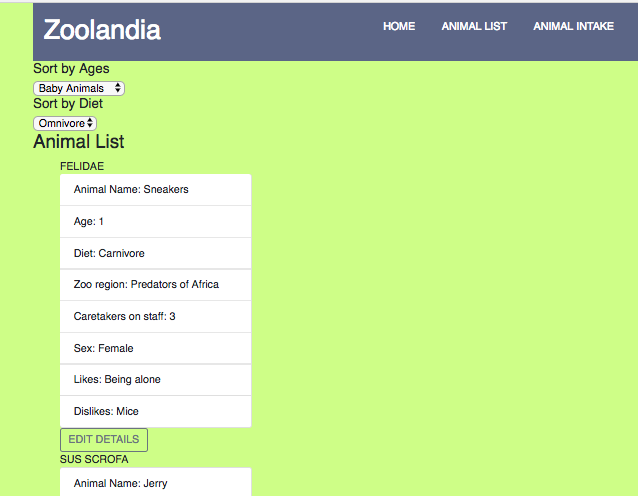 Zoolandia HOME ANIMAL LIST ANIMAL INTAKE
Sort by Ages
Baby Animals
Sort by Diet
Omnivore
Animal List
FELIDAE
Animal Name: Sneakers
Age: 1
Diet: Carnivore
Zoo region: Predators of Africa
Caretakers on staff: 3
Sex: Female
Likes: Being alone
Dislikes: Mice
EDIT DETAILS
SUS SCROFA
Animal Name: Jerry